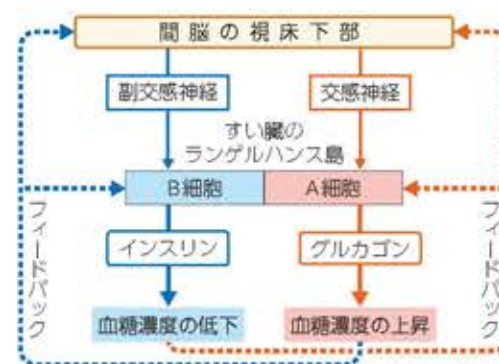 間脳の視床下部
副交感神経
交感神経
すい臓の
ランゲルハンス島
B細胞
A細胞
インスリン
グルカゴン
血糖濃度の低下
血糖濃度の上昇
フィードバック
フィードバック